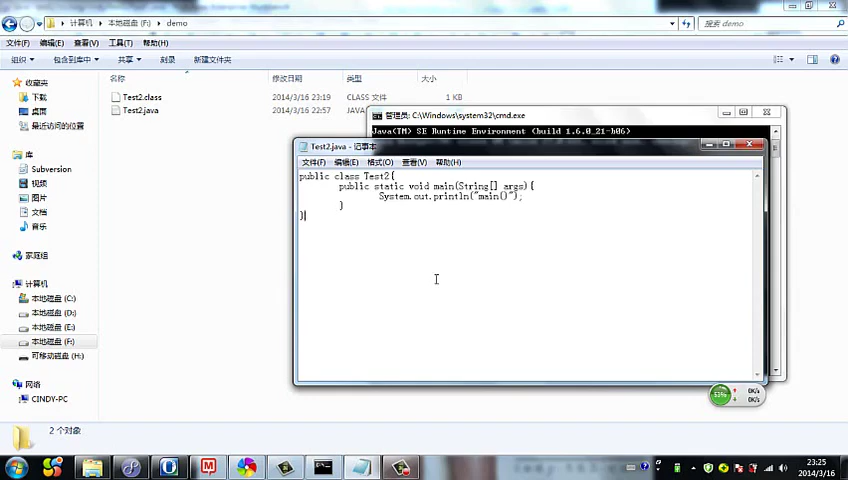 计算机 ▸ 本地磁盘 (F:) ▸ demo
搜索 demo
文件(F) 编辑(E) 查看(V) 工具(T) 帮助(H)
组织 包含到库中 共享 刻录 新建文件夹
名称 修改日期 类型 大小
收藏夹
下载
桌面
最近访问的位置
库
Subversion
视频
图片
文档
音乐
家庭组
计算机
本地磁盘 (C:)
本地磁盘 (D:)
本地磁盘 (E:)
本地磁盘 (F:)
可移动磁盘 (H:)
网络
CINDY-PC
Test2.class 2014/3/16 23:19 CLASS 文件 1 KB
Test2.java 2014/3/16 22:57 JAVA
管理员: C:\Windows\system32\cmd.exe
Java(TM) SE Runtime Environment (build 1.6.0_21-b06)
Test2.java - 记事本
文件(F) 编辑(E) 格式(O) 查看(V) 帮助(H)
public class Test2{
public static void main(String[] args){
System.out.println("main()");
}
}
53%
0K/s
0K/s
2 个对象
23:25
2014/3/16